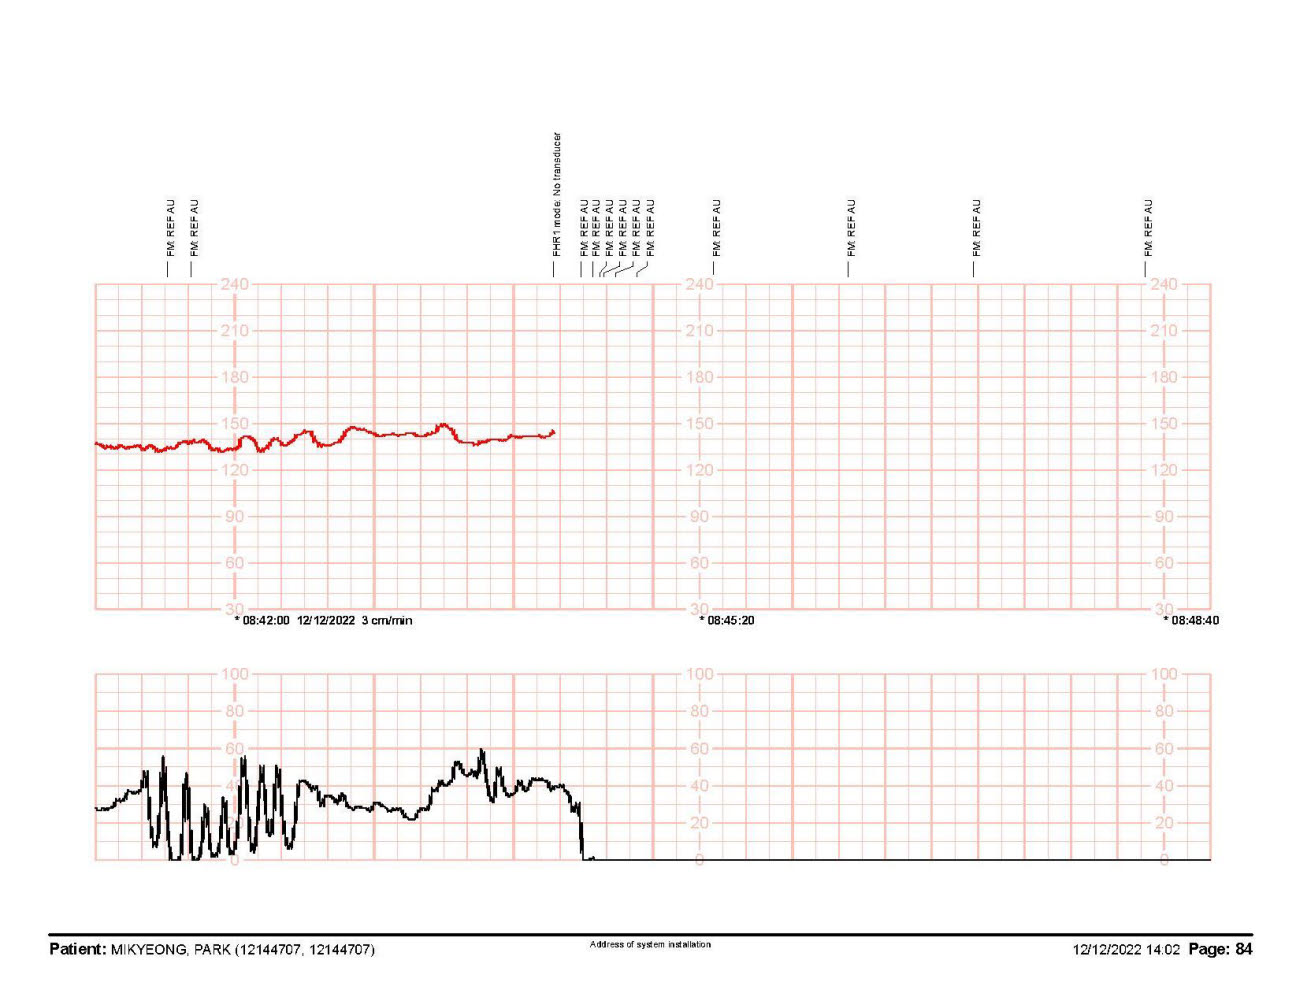 FHR1 mode: No transducer
FM: REF AU
FM: REF AU
FM: REF AU
FM: REF AU
FM: REF AU
FM: REF AU
FM: REF AU
FM: REF AU
FM: REF AU
FM: REF AU
FM: REF AU
FM: REF AU
240 240 240
210 210 210
180 180 180
150 150 150
120 120 120
90 90 90
60 60 60
30 30 30
* 08:42:00 12/12/2022 3 cm/min * 08:45:20 * 08:48:40
100 100 100
80 80 80
60 60 60
40 40 40
20 20 20
0 0 0
Address of system installation
Patient: MIKYEONG, PARK (12144707, 12144707) 12/12/2022 14:02 Page: 84